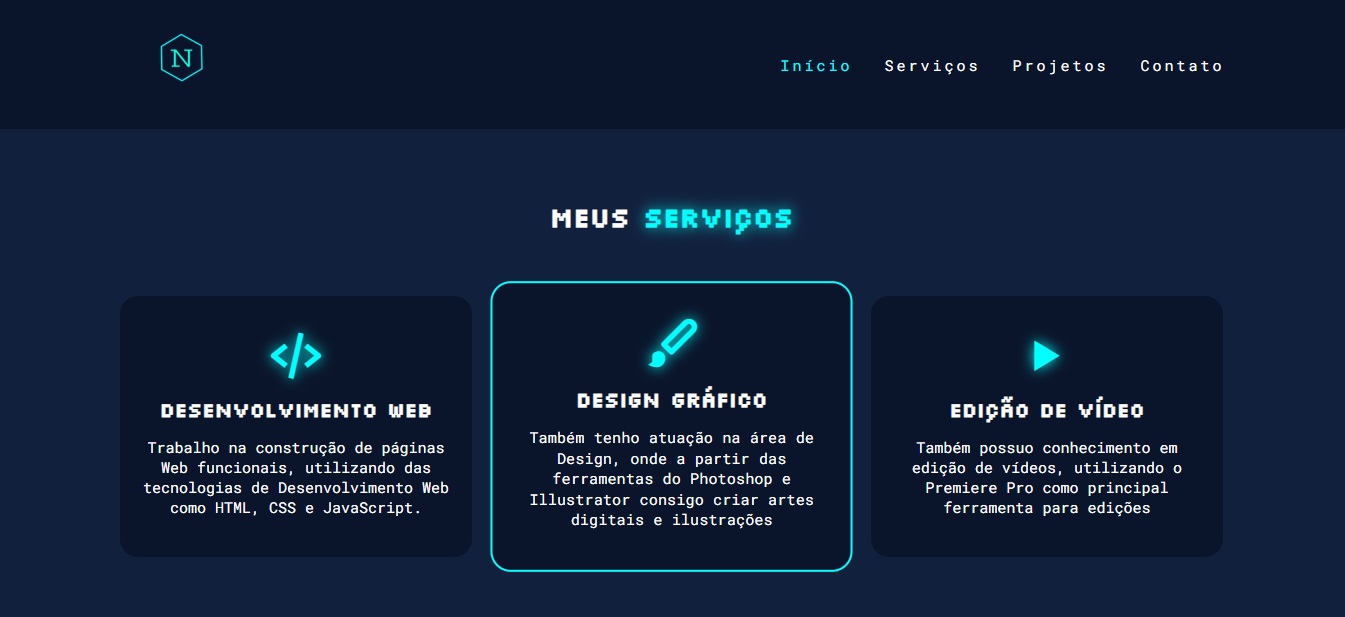 N
Início Serviços Projetos Contato
MEUS SERVIÇOS
DESENVOLVIMENTO WEB
Trabalho na construção de páginas
Web funcionais, utilizando das
tecnologias de Desenvolvimento Web
como HTML, CSS e JavaScript.
DESIGN GRÁFICO
Também tenho atuação na área de
Design, onde a partir das
ferramentas do Photoshop e
Illustrator consigo criar artes
digitais e ilustrações
EDIÇÃO DE VÍDEO
Também possuo conhecimento em
edição de vídeos, utilizando o
Premiere Pro como principal
ferramenta para edições